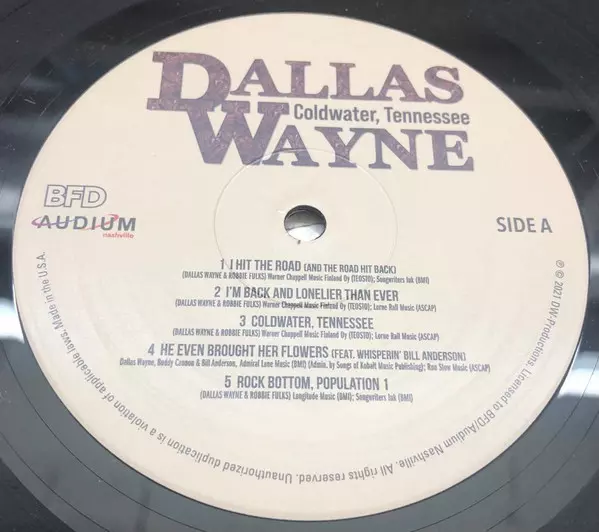 DALLAS
Coldwater, Tennessee
WAYNE
BFD
AUDIUM
nashville
SIDE A
1 I HIT THE ROAD (AND THE ROAD HIT BACK)
(DALLAS WAYNE & ROBBIE FULKS) Warner Chappell Music Finland Oy (TEOSTO); Songwriters Ink (BMI)
2 I'M BACK AND LONELIER THAN EVER
(DALLAS WAYNE & ROBBIE FULKS) Warner Chappell Music Finland Oy (TEOSTO); Lorne Rall Music (ASCAP)
3 COLDWATER, TENNESSEE
(DALLAS WAYNE & ROBBIE FULKS) Warner Chappell Music Finland Oy (TEOSTO); Lorne Rall Music (ASCAP)
4 HE EVEN BROUGHT HER FLOWERS (FEAT. WHISPERIN' BILL ANDERSON)
Dallas Wayne, Buddy Cannon & Bill Anderson, Admiral Lane Music (BMI) (Admin. by Songs of Kobalt Music Publishing); Run Slow Music (ASCAP)
5 ROCK BOTTOM, POPULATION 1
(DALLAS WAYNE & ROBBIE FULKS) Longitude Music (BMI); Songwriters Ink (BMI)
℗ © 2021 DW-Productions. Licensed to BFD/Audium Nashville. All rights reserved. Unauthorized duplication is a violation of applicable laws. Made in the U.S.A.